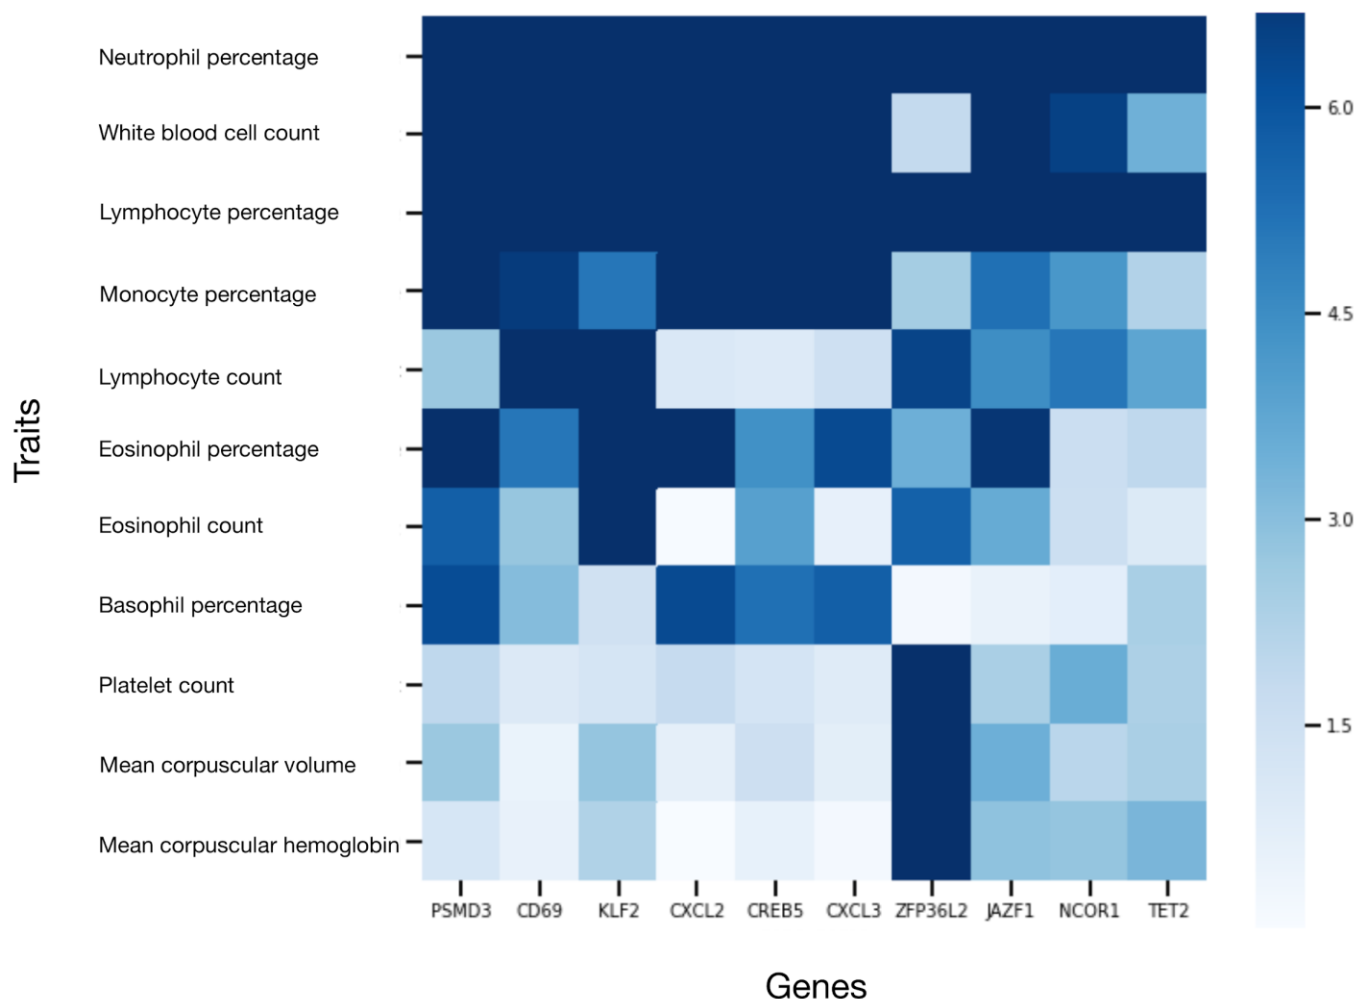 Neutrophil percentage
White blood cell count
Lymphocyte percentage
Monocyte percentage
Lymphocyte count
Eosinophil percentage
Eosinophil count
Basophil percentage
Platelet count
Mean corpuscular volume
Mean corpuscular hemoglobin
Traits
6.0
4.5
3.0
1.5
PSMD3 CD69 KLF2 CXCL2 CREB5 CXCL3 ZFP36L2 JAZF1 NCOR1 TET2
Genes